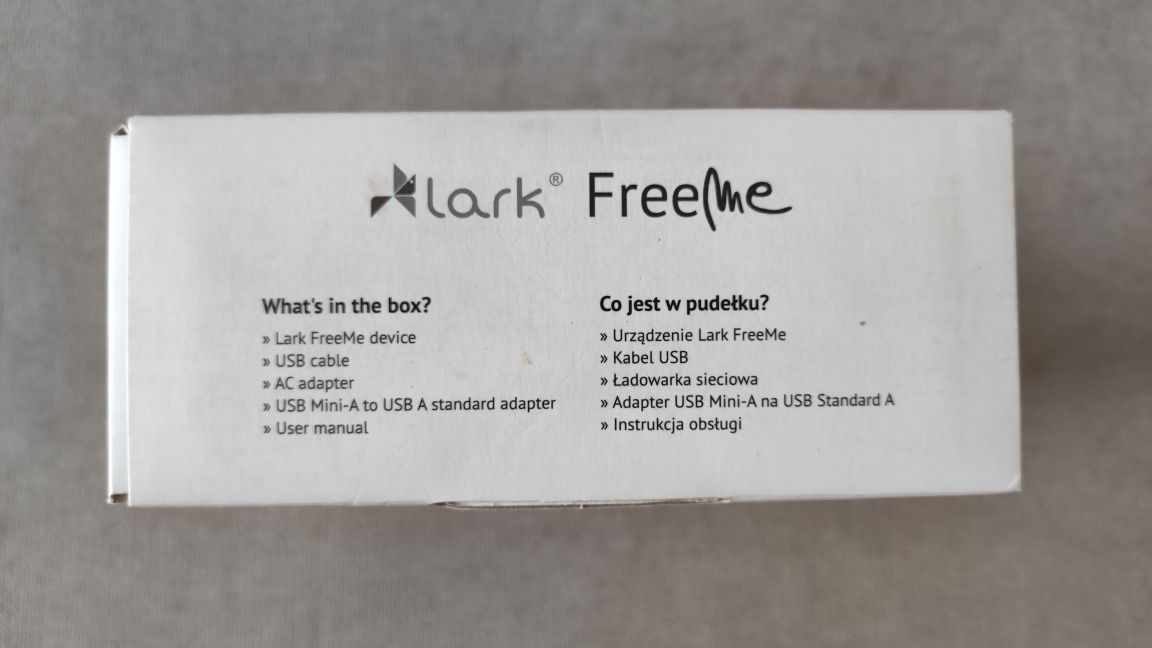 lark® FreeMe
What's in the box?
» Lark FreeMe device
» USB cable
» AC adapter
» USB Mini-A to USB A standard adapter
» User manual
Co jest w pudełku?
» Urządzenie Lark FreeMe
» Kabel USB
» Ładowarka sieciowa
» Adapter USB Mini-A na USB Standard A
» Instrukcja obsługi